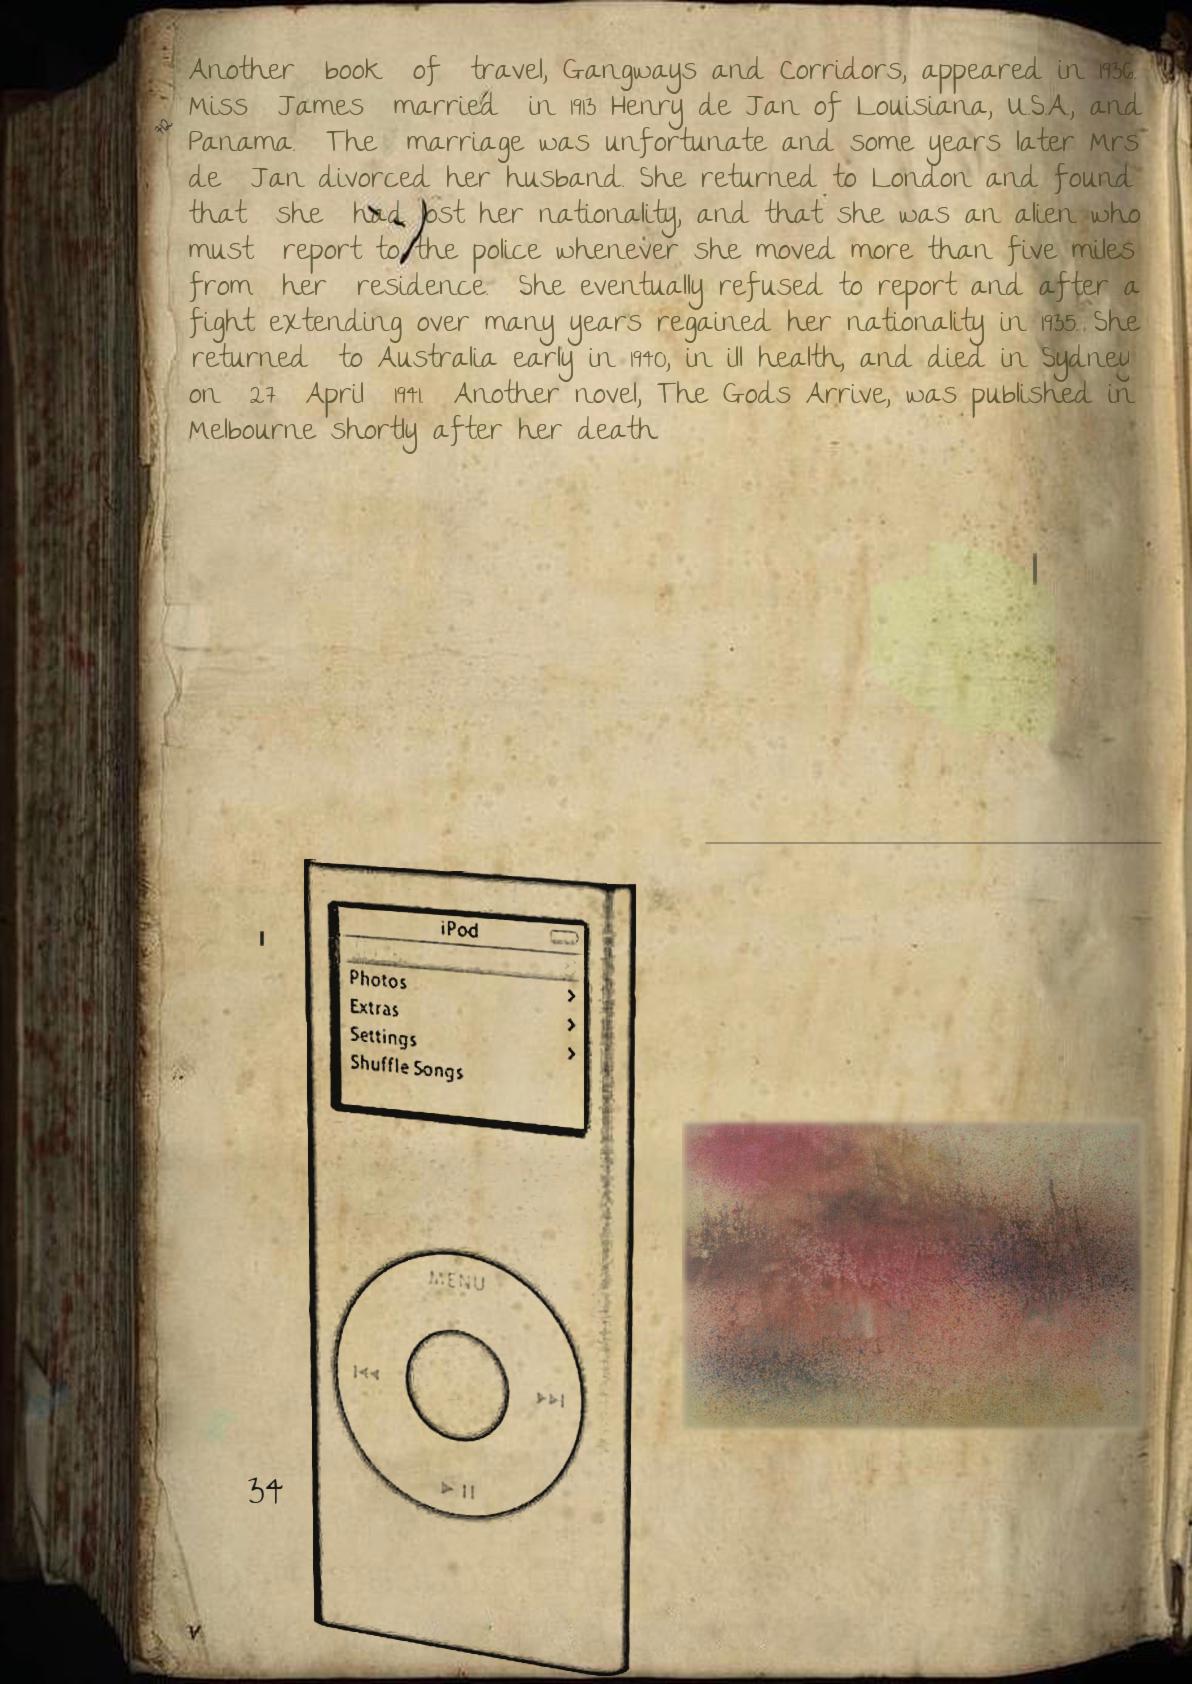 Another book of travel, Gangways and Corridors, appeared in 1936.
Miss James married in 1913 Henry de Jan of Louisiana, U.S.A., and
Panama. The marriage was unfortunate and some years later Mrs
de Jan divorced her husband. She returned to London and found
that she had lost her nationality, and that she was an alien who
must report to the police whenever she moved more than five miles
from her residence. She eventually refused to report and after a
fight extending over many years regained her nationality in 1935. She
returned to Australia early in 1940, in ill health, and died in Sydney
on 27 April 1941. Another novel, The Gods Arrive, was published in
Melbourne shortly after her death
iPod
Photos
Extras
Settings
Shuffle Songs
MENU
34